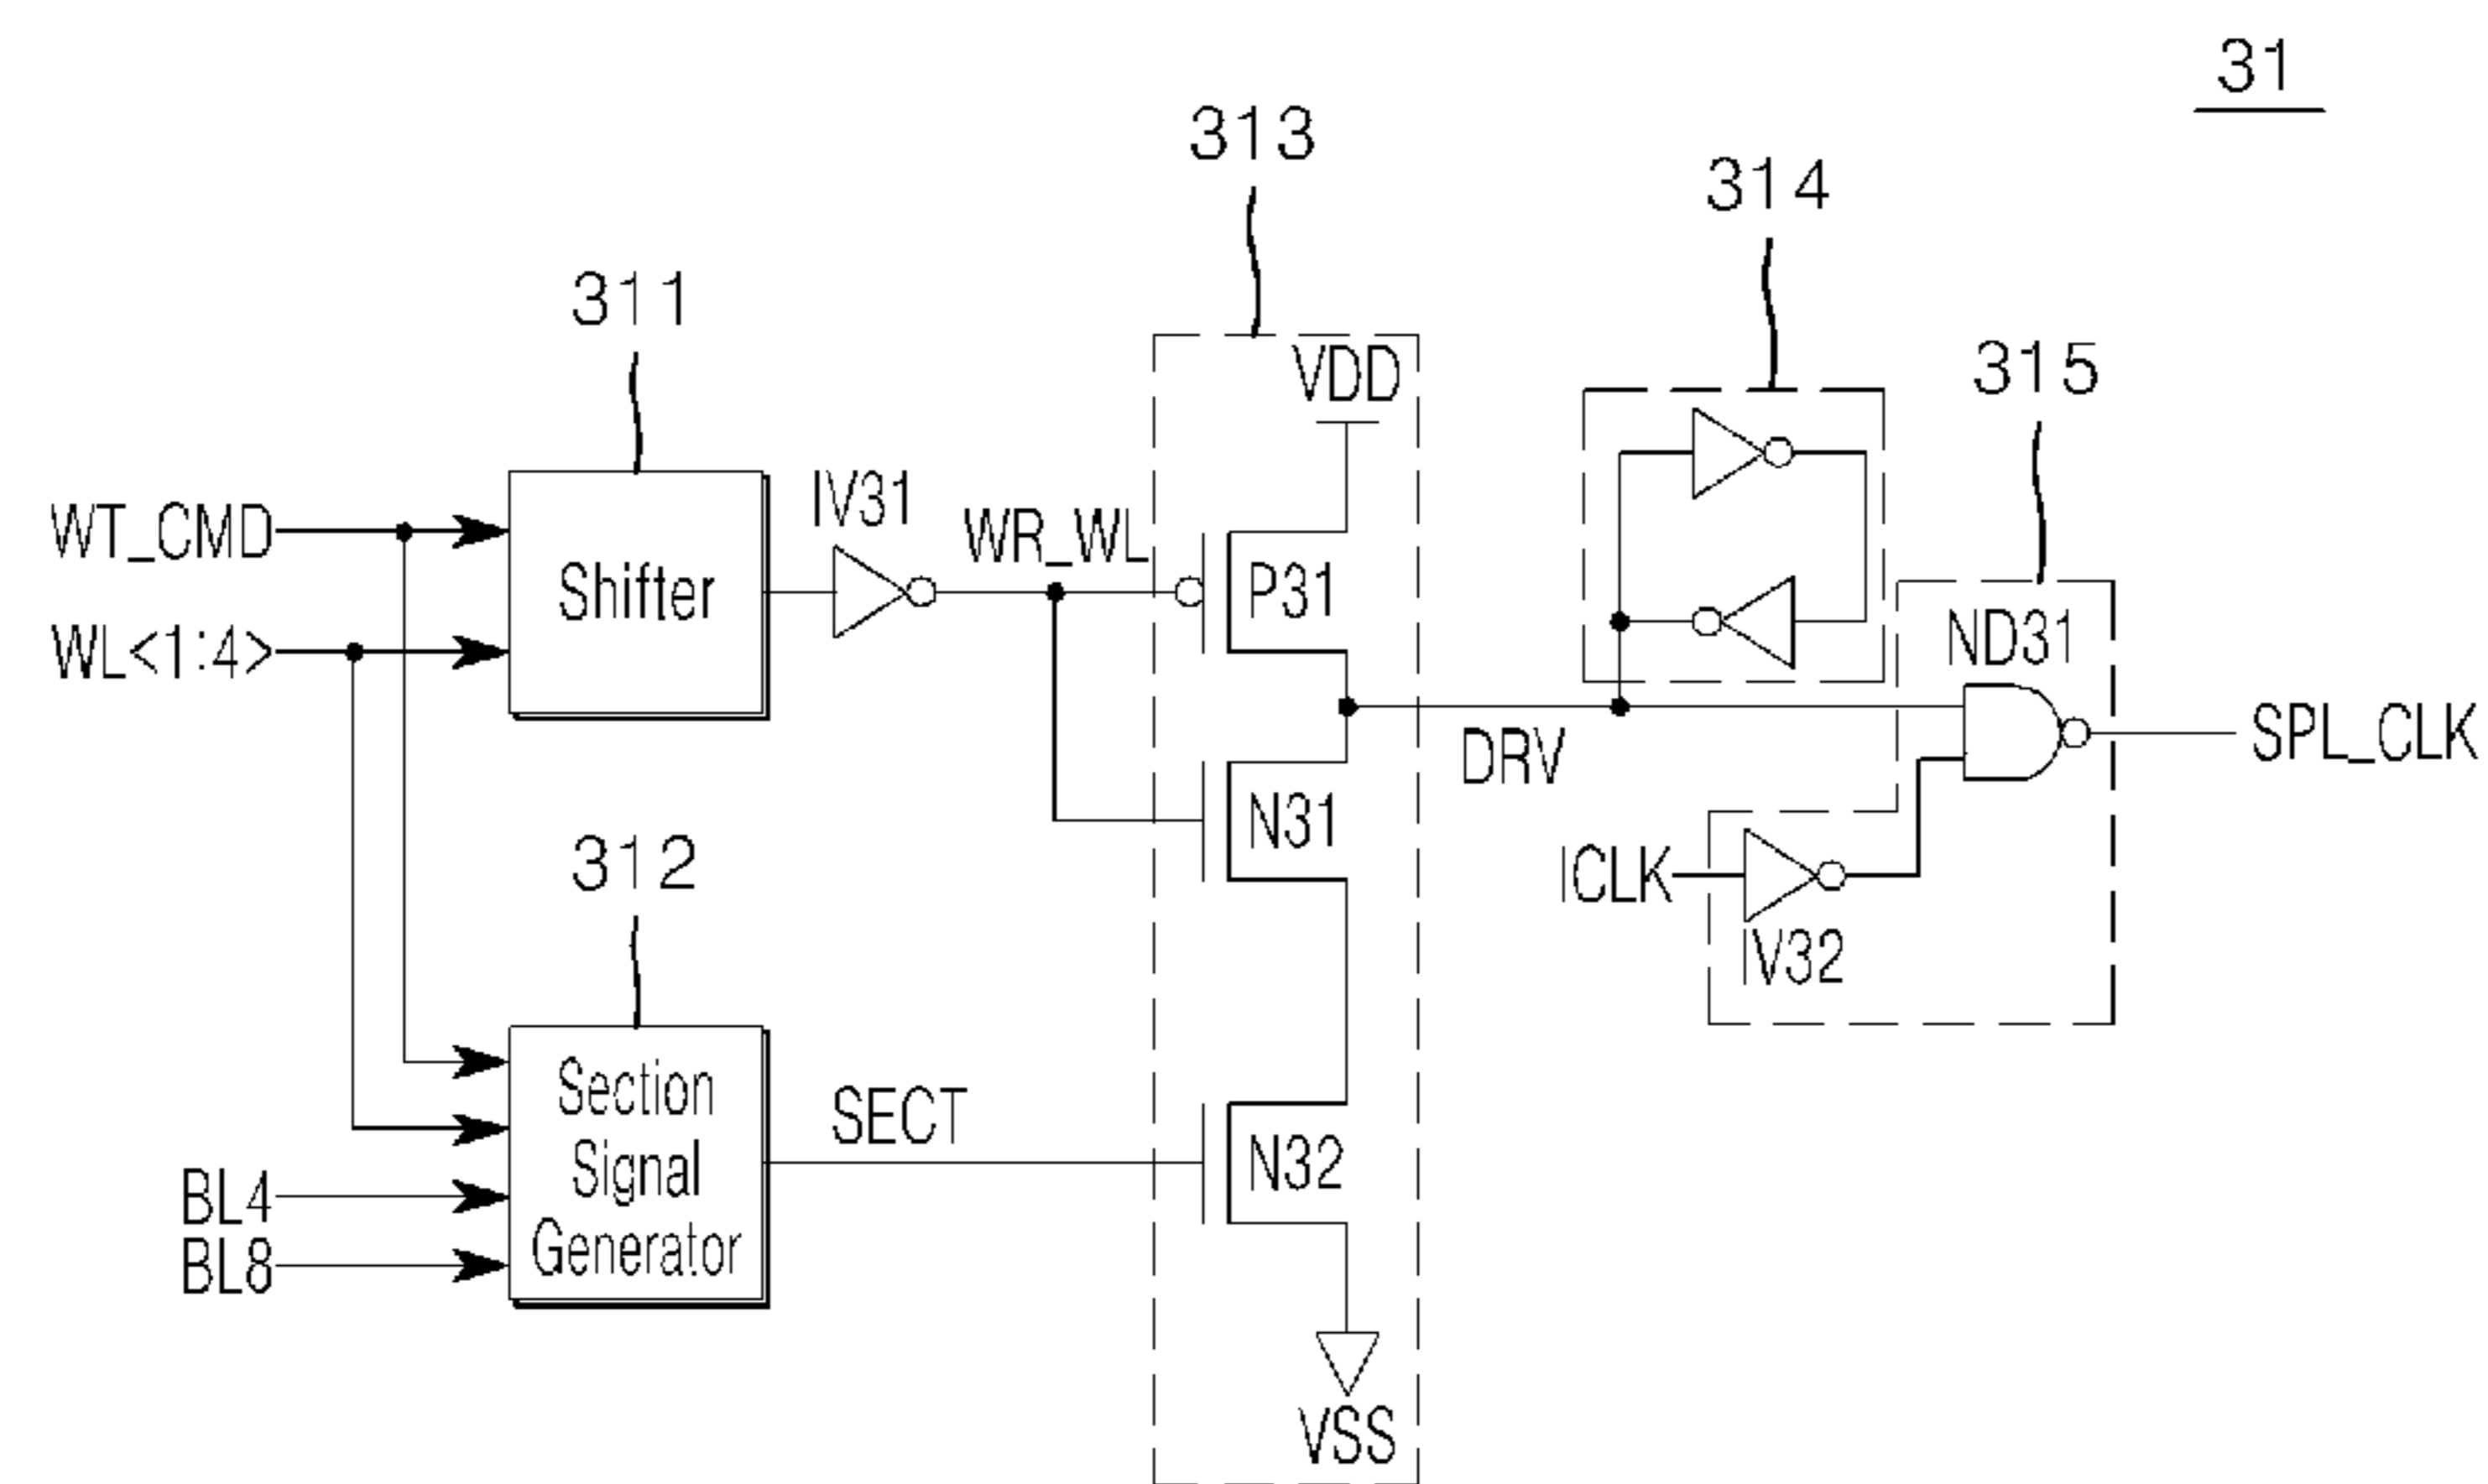 31
313
314
315
311
VDD
IV31
WR_WL
P31
WT_CMD
Shifter
WL<1:4>
ND31
SPL_CLK
DRV
N31
312
ICLK
IV32
Section
Signal
Generator
SECT
N32
BL4
BL8
VSS